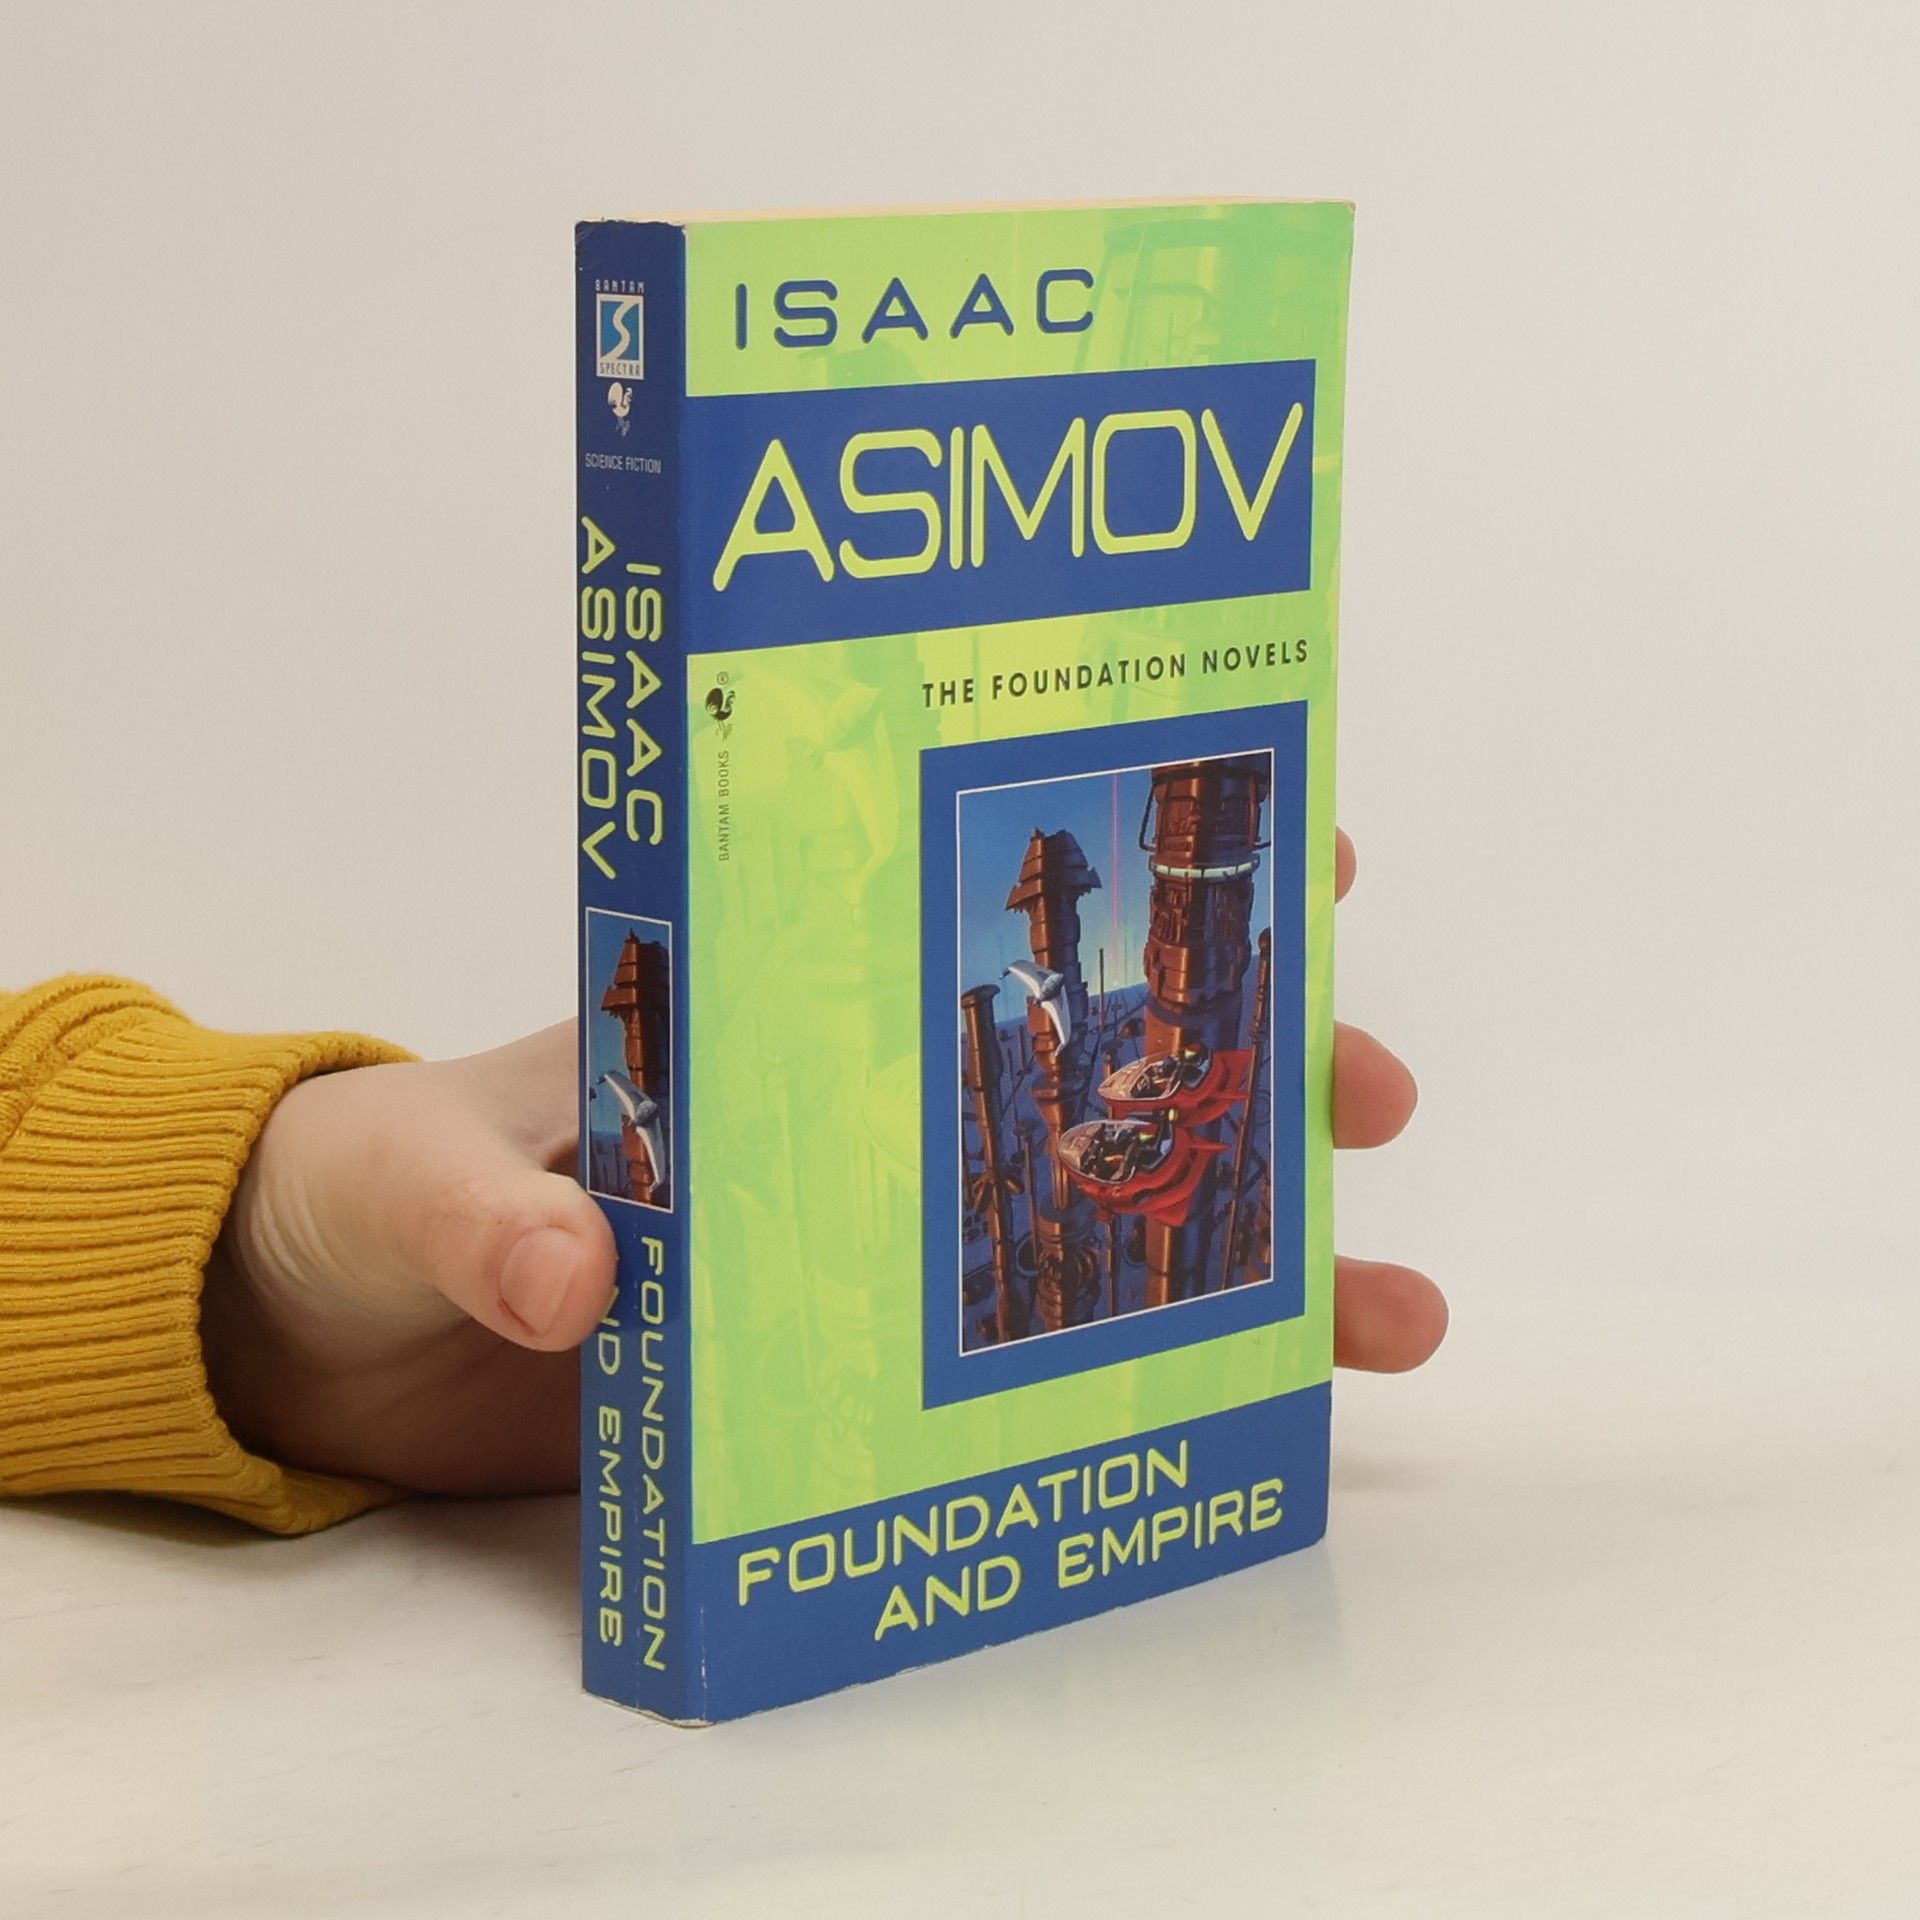 BANTAM
SPECTRA
SCIENCE FICTION
ISAAC
ASIMOV
FOUNDATION
AND EMPIRE
ISAAC
ASIMOV
THE FOUNDATION NOVELS
®
BANTAM BOOKS
FOUNDATION
AND EMPIRE